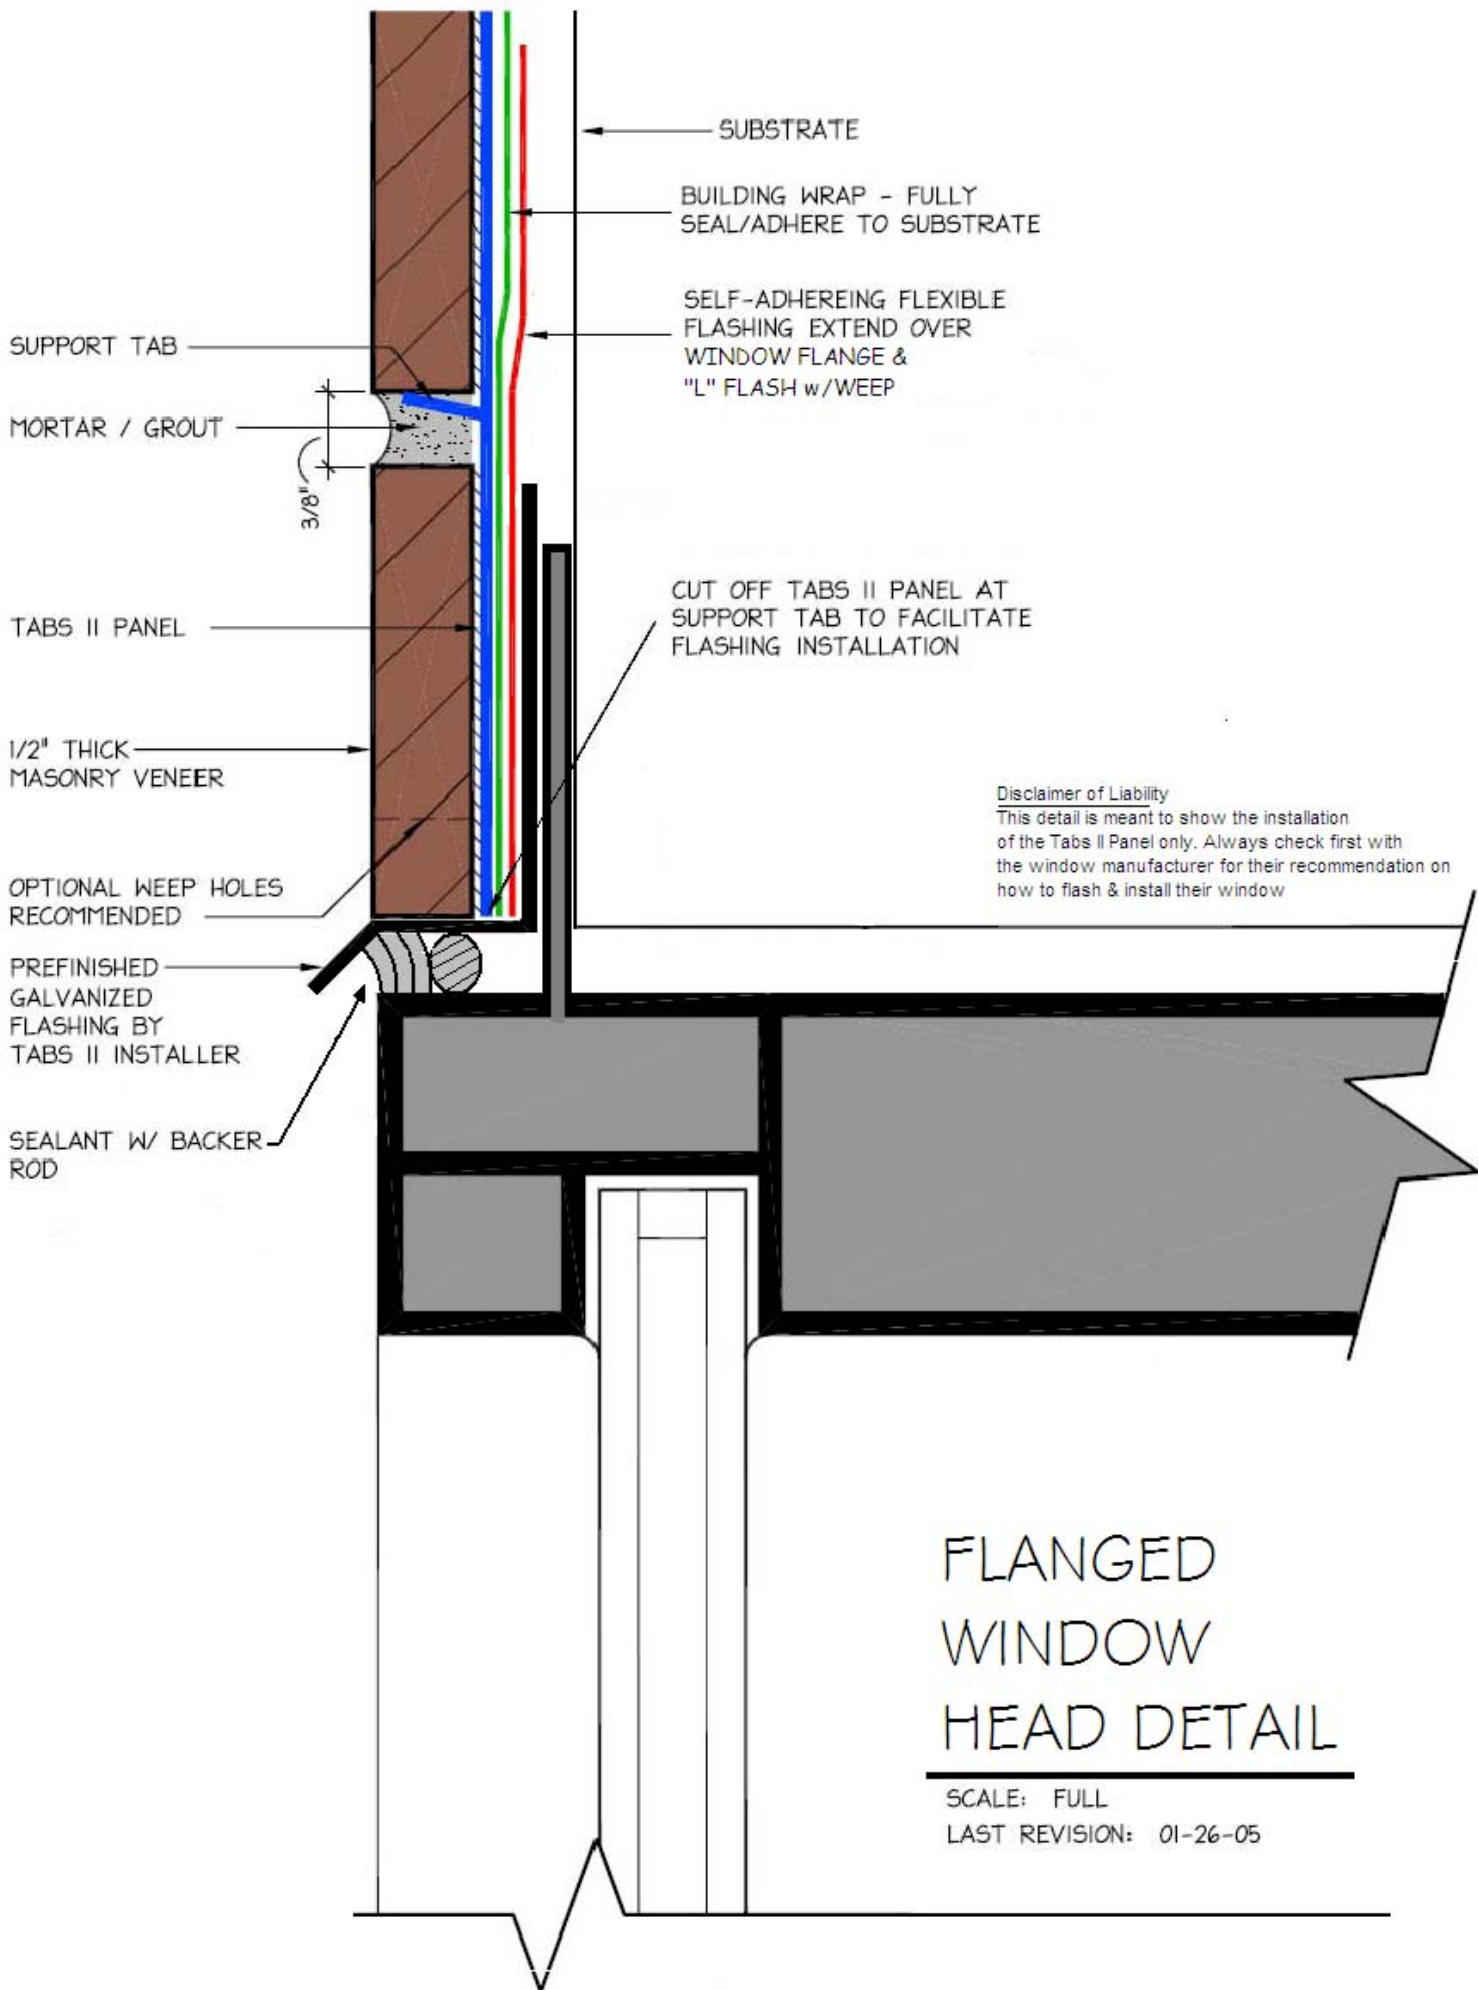 SUBSTRATE
BUILDING WRAP - FULLY
SEAL/ADHERE TO SUBSTRATE
SELF-ADHEREING FLEXIBLE
FLASHING EXTEND OVER
WINDOW FLANGE &
"L" FLASH w/WEEP
SUPPORT TAB
MORTAR / GROUT
3/8"
CUT OFF TABS II PANEL AT
SUPPORT TAB TO FACILITATE
FLASHING INSTALLATION
TABS II PANEL
1/2" THICK
MASONRY VENEER
Disclaimer of Liability
This detail is meant to show the installation
of the Tabs II Panel only. Always check first with
the window manufacturer for their recommendation on
how to flash & install their window
OPTIONAL WEEP HOLES
RECOMMENDED
PREFINISHED
GALVANIZED
FLASHING BY
TABS II INSTALLER
SEALANT W/ BACKER
ROD
FLANGED
WINDOW
HEAD DETAIL
SCALE: FULL
LAST REVISION: 01-26-05